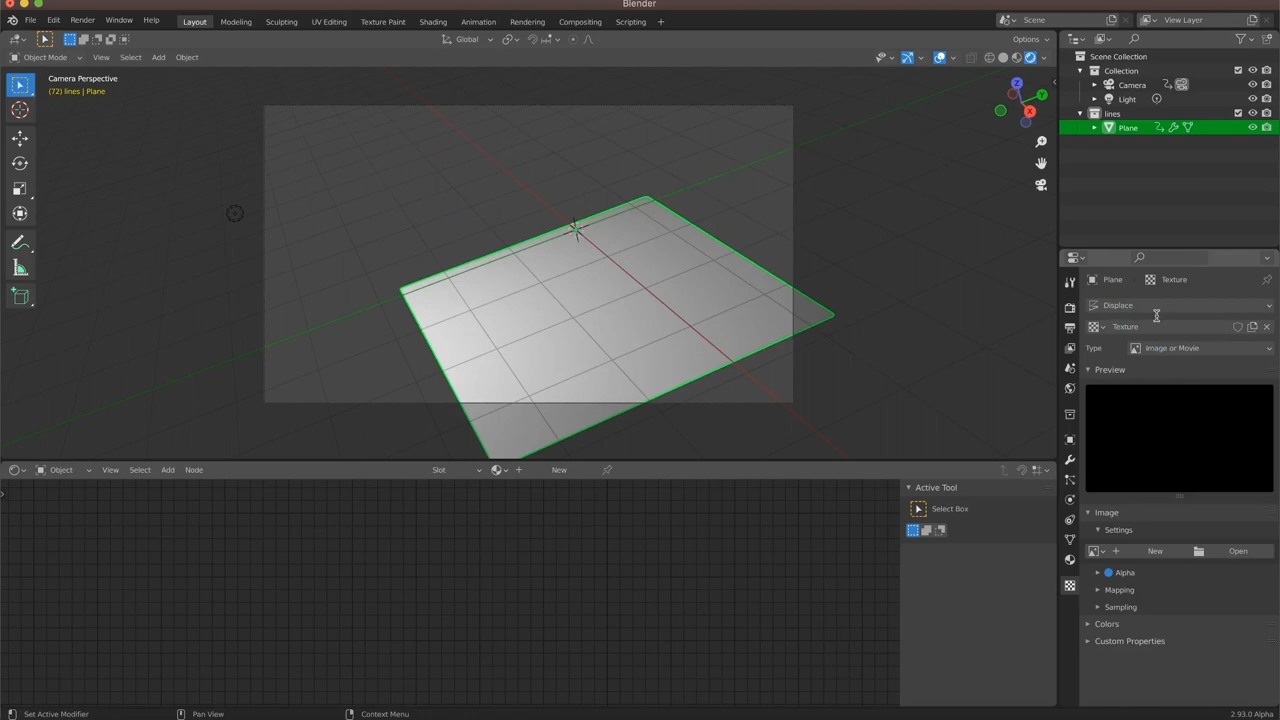 Blender
File Edit Render Window Help Layout Modeling Sculpting UV Editing Texture Paint Shading Animation Rendering Compositing Scripting Scene View Layer
Global Options
Object Mode View Select Add Object
Camera Perspective
(72) lines | Plane
Z
Y
X
Scene Collection
Collection
Camera
Light
lines
Plane
Plane Texture
Displace
Texture
Type Image or Movie
Preview
Image
Settings
New Open
Alpha
Mapping
Sampling
Colors
Custom Properties
Object View Select Add Node Slot New
Active Tool
Select Box
Set Active Modifier Pan View Context Menu 2.93.0 Alpha